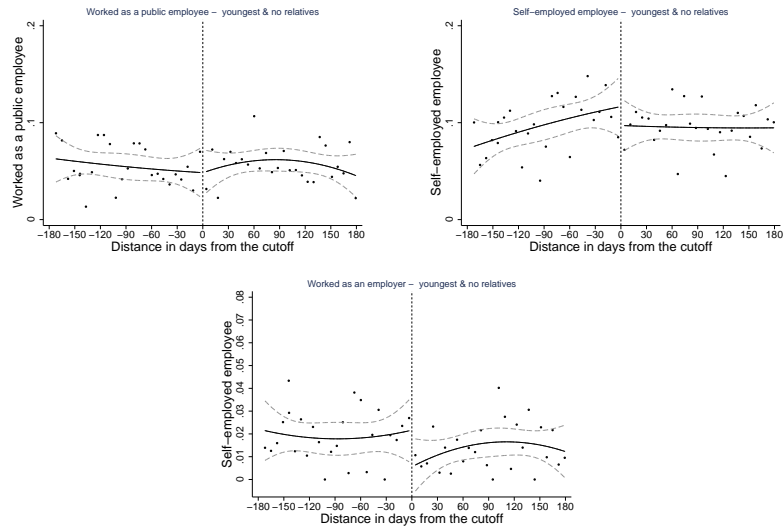 Worked as a public employee – youngest & no relatives
Worked as a public employee
.2
.1
0
−180 −150 −120 −90 −60 −30 0 30 60 90 120 150 180
Distance in days from the cutoff
Self−employed employee – youngest & no relatives
Self−employed employee
.2
.1
0
−180 −150 −120 −90 −60 −30 0 30 60 90 120 150 180
Distance in days from the cutoff
Worked as an employer – youngest & no relatives
Self−employed employee
.08
.07
.06
.05
.04
.03
.02
.01
0
−180 −150 −120 −90 −60 −30 0 30 60 90 120 150 180
Distance in days from the cutoff